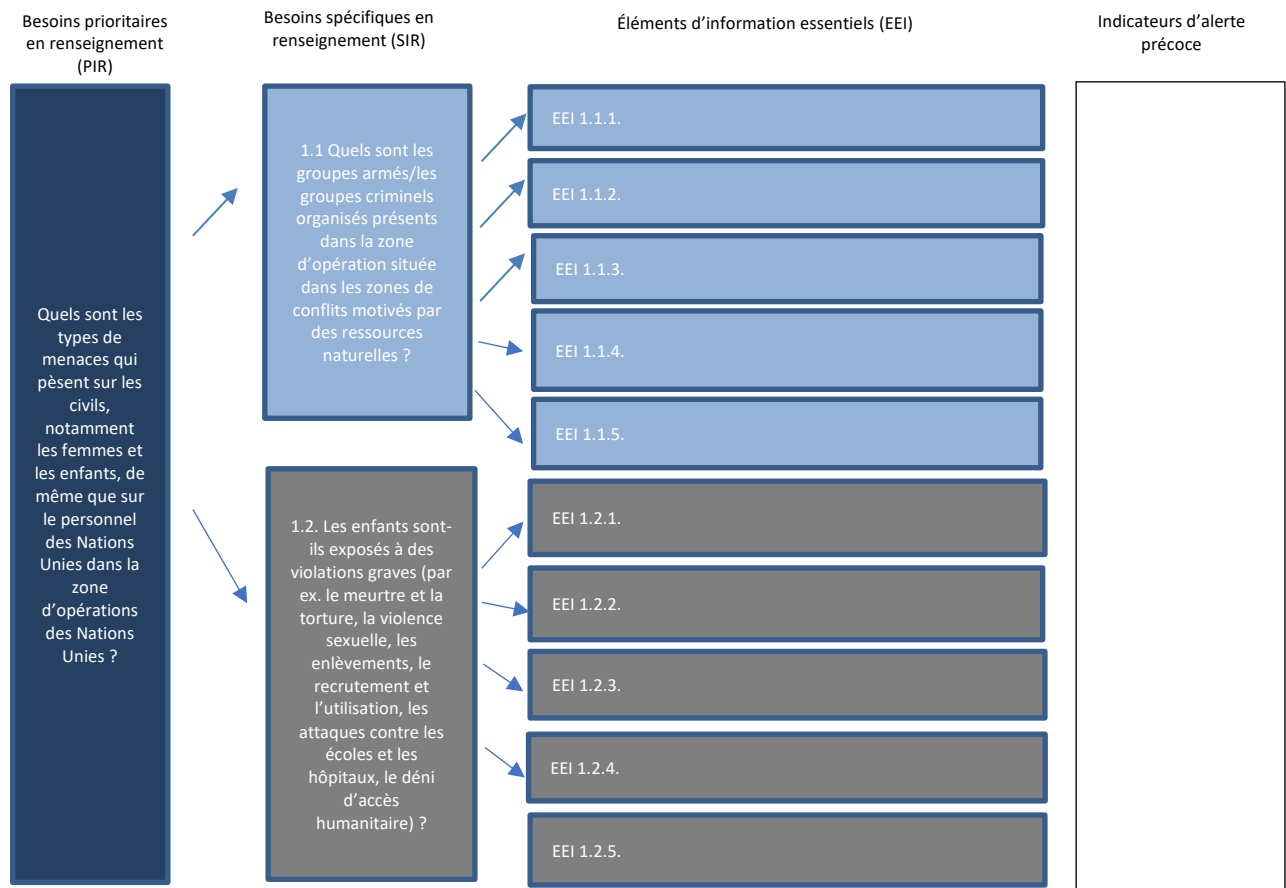 Besoins prioritaires
en renseignement
(PIR)
Besoins spécifiques en
renseignement (SIR)
Éléments d’information essentiels (EEI)
Indicateurs d’alerte
précoce
Quels sont les
types de
menaces qui
pèsent sur les
civils,
notamment
les femmes et
les enfants, de
même que sur
le personnel
des Nations
Unies dans la
zone
d’opérations
des Nations
Unies ?
1.1 Quels sont les
groupes armés/les
groupes criminels
organisés présents
dans la zone
d’opération située
dans les zones de
conflits motivés par
des ressources
naturelles ?
EEI 1.1.1.
EEI 1.1.2.
EEI 1.1.3.
EEI 1.1.4.
EEI 1.1.5.
1.2. Les enfants sont-
ils exposés à des
violations graves (par
ex. le meurtre et la
torture, la violence
sexuelle, les
enlèvements, le
recrutement et
l’utilisation, les
attaques contre les
écoles et les
hôpitaux, le déni
d’accès
humanitaire) ?
EEI 1.2.1.
EEI 1.2.2.
EEI 1.2.3.
EEI 1.2.4.
EEI 1.2.5.